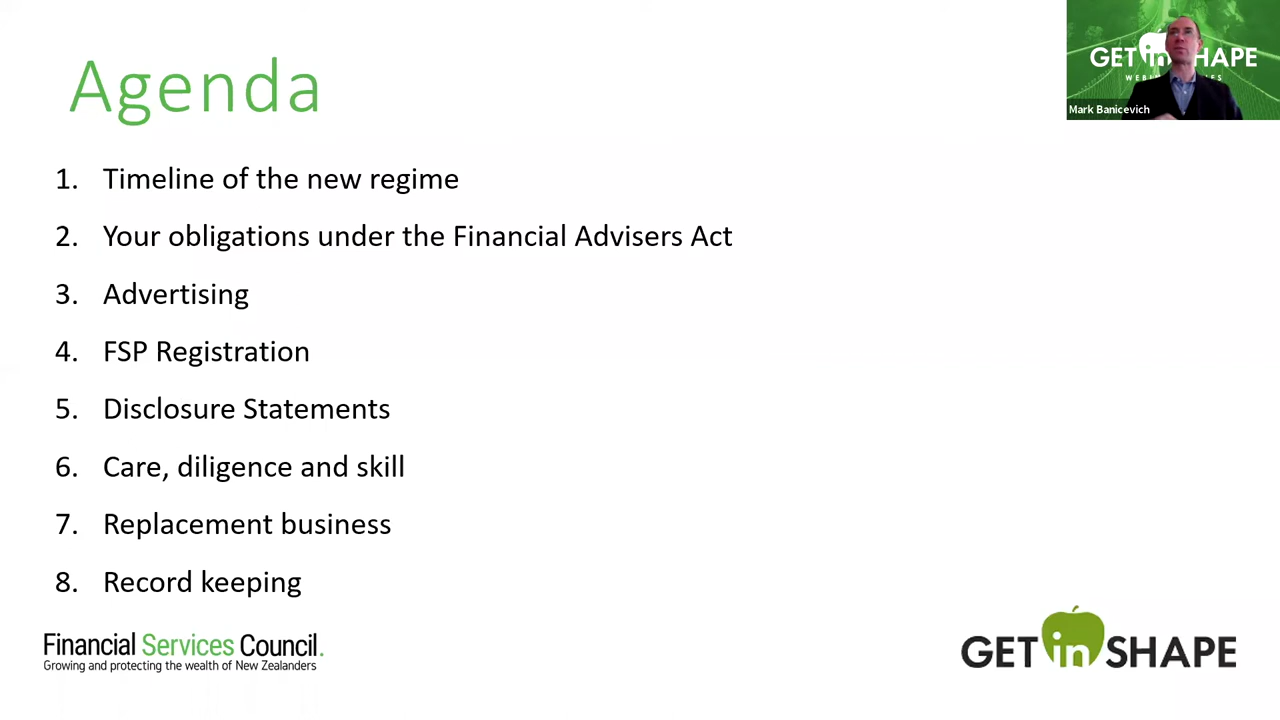 Agenda
GET in SHAPE
Mark Banicevich
1. Timeline of the new regime
2. Your obligations under the Financial Advisers Act
3. Advertising
4. FSP Registration
5. Disclosure Statements
6. Care, diligence and skill
7. Replacement business
8. Record keeping
Financial Services Council.
Growing and protecting the wealth of New Zealanders
GET in SHAPE